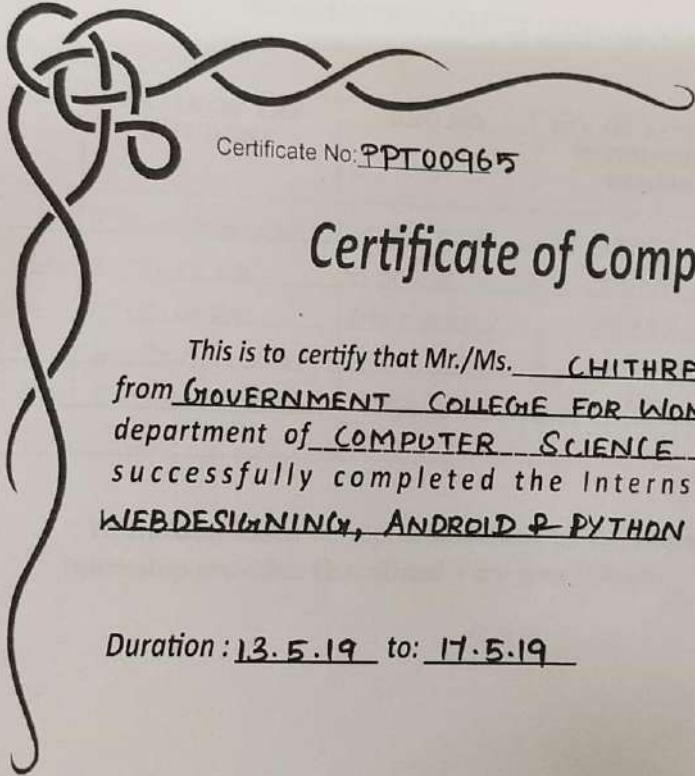 Certificate No: PPT00965
Certificate of Comp
This is to certify that Mr./Ms. CHITHRE
from GOVERNMENT COLLEGE FOR WOM
department of COMPUTER SCIENCE
successfully completed the Interns
WEBDESIGNING, ANDROID & PYTHON
Duration : 13.5.19 to: 17.5.19